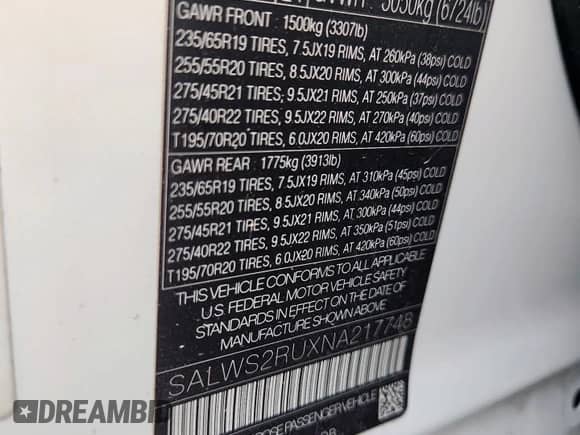 3050kg (6724lb)
GAWR FRONT : 1500kg (3307lb)
235/65R19 TIRES, 7.5JX19 RIMS, AT 260kPa (38psi) COLD
255/55R20 TIRES, 8.5JX20 RIMS, AT 300kPa (44psi) COLD
275/45R21 TIRES, 9.5JX21 RIMS, AT 250kPa (37psi) COLD
275/40R22 TIRES, 9.5JX22 RIMS, AT 270kPa (40psi) COLD
T195/70R20 TIRES, 6.0JX20 RIMS, AT 420kPa (60psi) COLD
GAWR REAR : 1775kg (3913lb)
235/65R19 TIRES, 7.5JX19 RIMS, AT 310kPa (45psi) COLD
255/55R20 TIRES, 8.5JX20 RIMS, AT 340kPa (50psi) COLD
275/45R21 TIRES, 9.5JX21 RIMS, AT 300kPa (44psi) COLD
275/40R22 TIRES, 9.5JX22 RIMS, AT 350kPa (51psi) COLD
T195/70R20 TIRES, 6.0JX20 RIMS, AT 420kPa (60psi) COLD
THIS VEHICLE CONFORMS TO ALL APPLICABLE
U.S. FEDERAL MOTOR VEHICLE SAFETY
STANDARDS IN EFFECT ON THE DATE OF
MANUFACTURE SHOWN ABOVE
SALWS2RUXNA217748
PASSENGER VEHICLE
DREAMBID